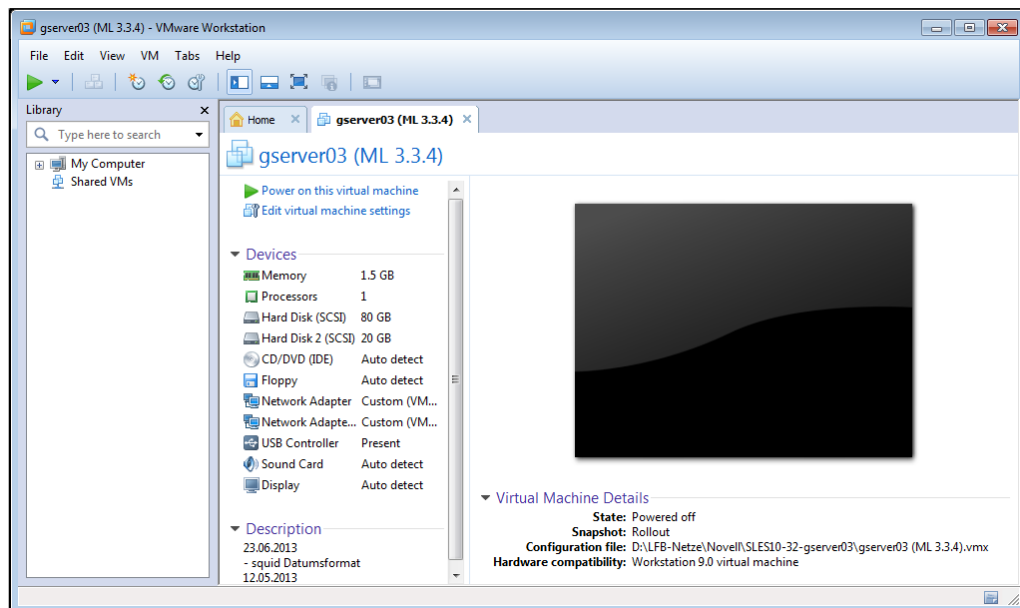 gserver03 (ML 3.3.4) - VMware Workstation
File Edit View VM Tabs Help
Library
Type here to search
My Computer
Shared VMs
Home gserver03 (ML 3.3.4)
gserver03 (ML 3.3.4)
Power on this virtual machine
Edit virtual machine settings
Devices
Memory 1.5 GB
Processors 1
Hard Disk (SCSI) 80 GB
Hard Disk 2 (SCSI) 20 GB
CD/DVD (IDE) Auto detect
Floppy Auto detect
Network Adapter Custom (VM...
Network Adapte... Custom (VM...
USB Controller Present
Sound Card Auto detect
Display Auto detect
Description
23.06.2013
- squid Datumsformat
12.05.2013
Virtual Machine Details
State: Powered off
Snapshot: Rollout
Configuration file: D:\LFB-Netze\Novell\SLES10-32-gserver03\gserver03 (ML 3.3.4).vmx
Hardware compatibility: Workstation 9.0 virtual machine